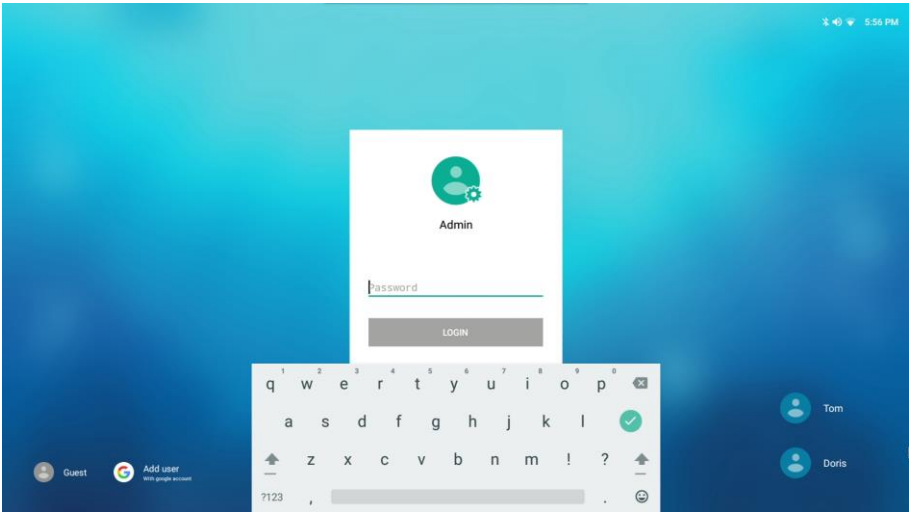 5:56 PM
Admin
Password
LOGIN
1 2 3 4 5 6 7 8 9 0
q w e r t y u i o p
a s d f g h j k l
z x c v b n m ! ?
?123 , .
Tom
Doris
Guest
Add user
With google account